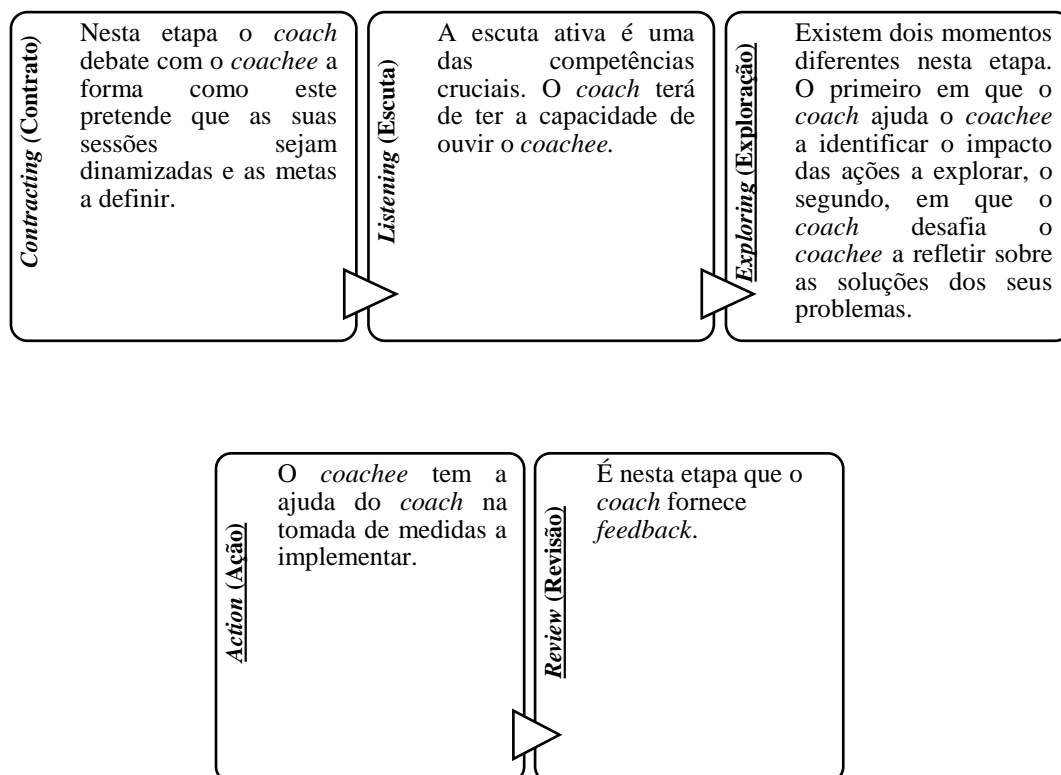 Contracting (Contrato)
Nesta etapa o coach
debate com o coachee a
forma como este
pretende que as suas
sessões sejam
dinamizadas e as metas
a definir.
Listening (Escuta)
A escuta ativa é uma
das competências
cruciais. O coach terá
de ter a capacidade de
ouvir o coachee.
Exploring (Exploração)
Existem dois momentos
diferentes nesta etapa.
O primeiro em que o
coach ajuda o coachee
a identificar o impacto
das ações a explorar, o
segundo, em que o
coach desafia o
coachee a refletir sobre
as soluções dos seus
problemas.
Action (Ação)
O coachee tem a
ajuda do coach na
tomada de medidas a
implementar.
Review (Revisão)
É nesta etapa que o
coach fornece
feedback.